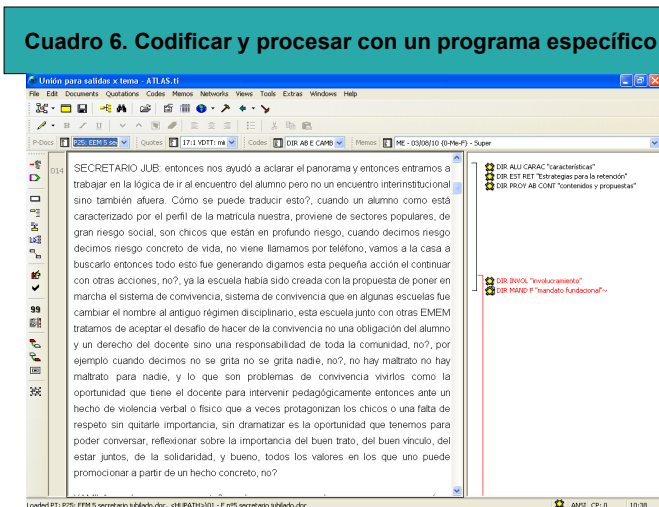 Cuadro 6. Codificar y procesar con un programa específico
Unión para salidas x tema - ATLAS.ti
File Edit Documents Quotations Codes Memos Networks Views Tools Extras Windows Help
P-Docs P25: EEM 5 sec Quotes 17:1 VDTT: mi Codes DIR AB E CAMB Memos ME - 03/08/10 {0-Me-F} - Super
D14
SECRETARIO JUB: entonces nos ayudó a aclarar el panorama y entonces entramos a
trabajar en la lógica de ir al encuentro del alumno pero no un encuentro interinstitucional
sino también afuera. Cómo se puede traducir esto?, cuando un alumno como está
caracterizado por el perfil de la matrícula nuestra, proviene de sectores populares, de
gran riesgo social, son chicos que están en profundo riesgo, cuando decimos riesgo
decimos riesgo concreto de vida, no viene llamamos por teléfono, vamos a la casa a
buscarlo entonces todo esto fue generando digamos esta pequeña acción el continuar
con otras acciones, no?, ya la escuela había sido creada con la propuesta de poner en
marcha el sistema de convivencia, sistema de convivencia que en algunas escuelas fue
cambiar el nombre al antiguo régimen disciplinario, esta escuela junto con otras EMEM
tratamos de aceptar el desafío de hacer de la convivencia no una obligación del alumno
y un derecho del docente sino una responsabilidad de toda la comunidad, no?, por
ejemplo cuando decimos no se grita no se grita nadie, no?, no hay maltrato no hay
maltrato para nadie, y lo que son problemas de convivencia vivirlos como la
oportunidad que tiene el docente para intervenir pedagógicamente entonces ante un
hecho de violencia verbal o físico que a veces protagonizan los chicos o una falta de
respeto sin quitarle importancia, sin dramatizar es la oportunidad que tenemos para
poder conversar, reflexionar sobre la importancia del buen trato, del buen vínculo, del
estar juntos, de la solidaridad, y bueno, todos los valores en los que uno puede
promocionar a partir de un hecho concreto, no?
DIR ALU CARAC "características"
DIR EST RET "Estrategias para la retención"
DIR PROY AB CONT "contenidos y propuestas"
DIR INVOL "involucramiento"
DIR MAND F "mandato fundacional"~
Loaded PT: P25: EEM 5 secretario jubilado.doc, <HUPATH>\01 - E nº5 secretario jubilado.doc ANSI CP: 0 10:38